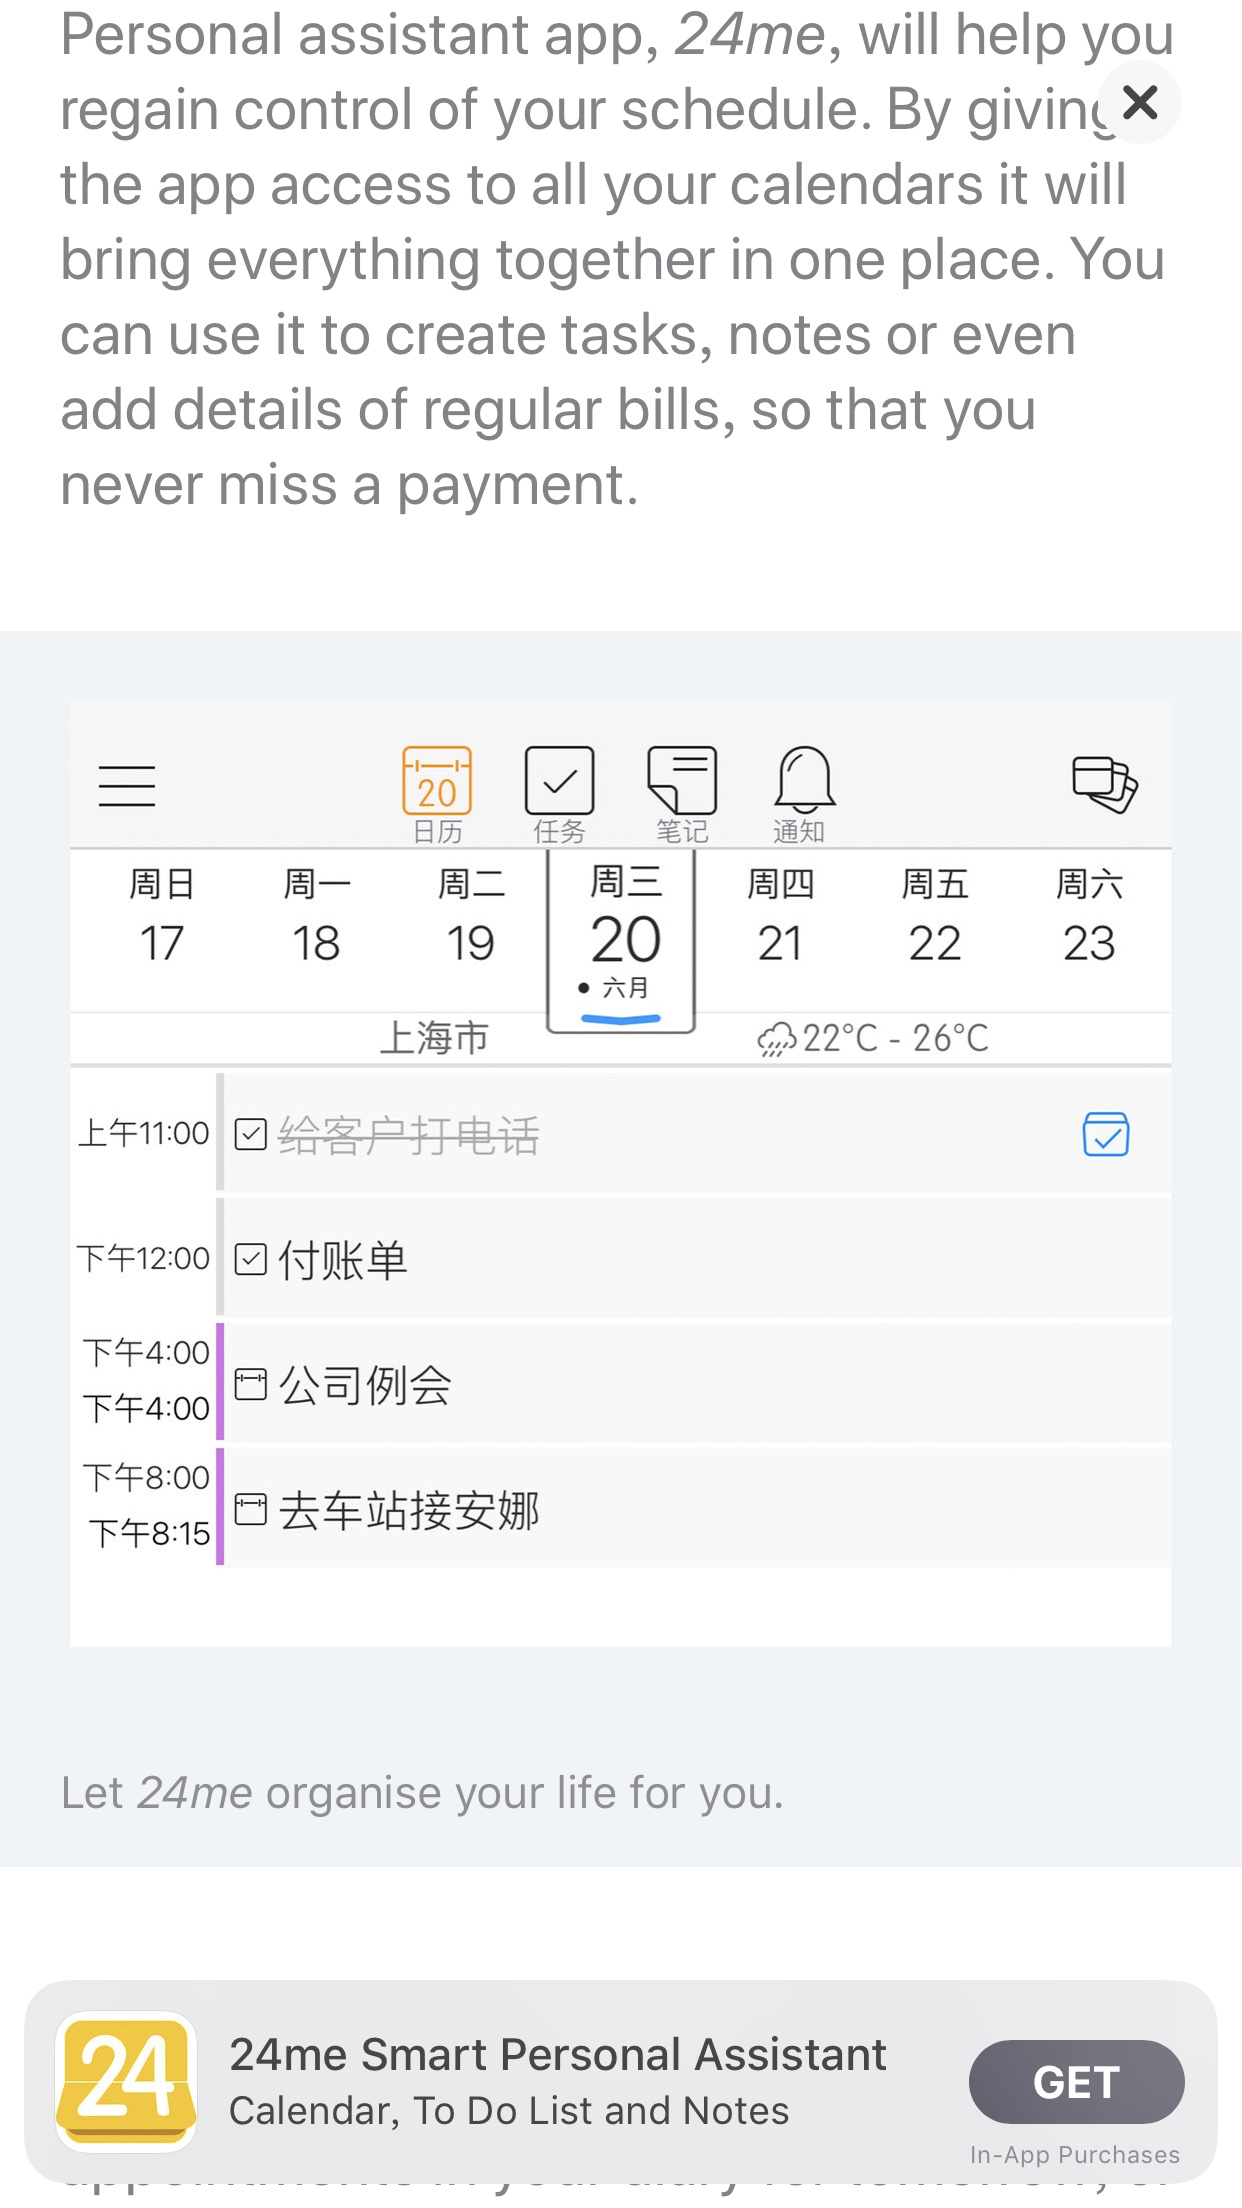 Personal assistant app, 24me, will help you
regain control of your schedule. By giving
the app access to all your calendars it will
bring everything together in one place. You
can use it to create tasks, notes or even
add details of regular bills, so that you
never miss a payment.
20
日历 任务 笔记 通知
周日 周一 周二 周三 周四 周五 周六
17 18 19 20 21 22 23
• 六月
上海市 22°C - 26°C
上午11:00 给客户打电话
下午12:00 付账单
下午4:00
下午4:00 公司例会
下午8:00
下午8:15 去车站接安娜
Let 24me organise your life for you.
24
24me Smart Personal Assistant
Calendar, To Do List and Notes
GET
In-App Purchases